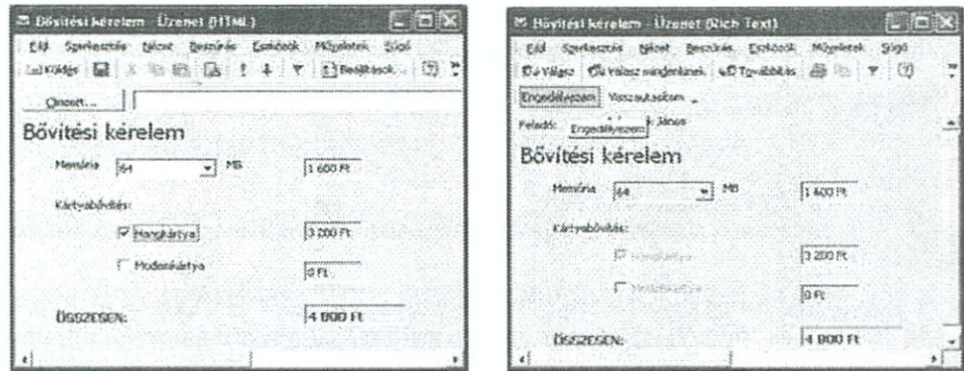 Bővítési kérelem - Üzenet (HTML)
Fájl Szerkesztés Nézet Beszúrás Eszközök Műveletek Súgó
Küldés Beállítások...
Címzett...
Bővítési kérelem
Memória 64 MB 1 600 Ft
Kártyabővítés:
Hangkártya 3 200 Ft
Modemkártya 0 Ft
ÖSSZESEN: 4 800 Ft
Bővítési kérelem - Üzenet (Rich Text)
Fájl Szerkesztés Nézet Beszúrás Eszközök Műveletek Súgó
Válasz Válasz mindenkinek Továbbítás
Engedélyezem Visszautasítom
Feladó: János
Engedélyezem
Bővítési kérelem
Memória 64 MB 1 600 Ft
Kártyabővítés:
Hangkártya 3 200 Ft
Modemkártya 0 Ft
ÖSSZESEN: 4 800 Ft